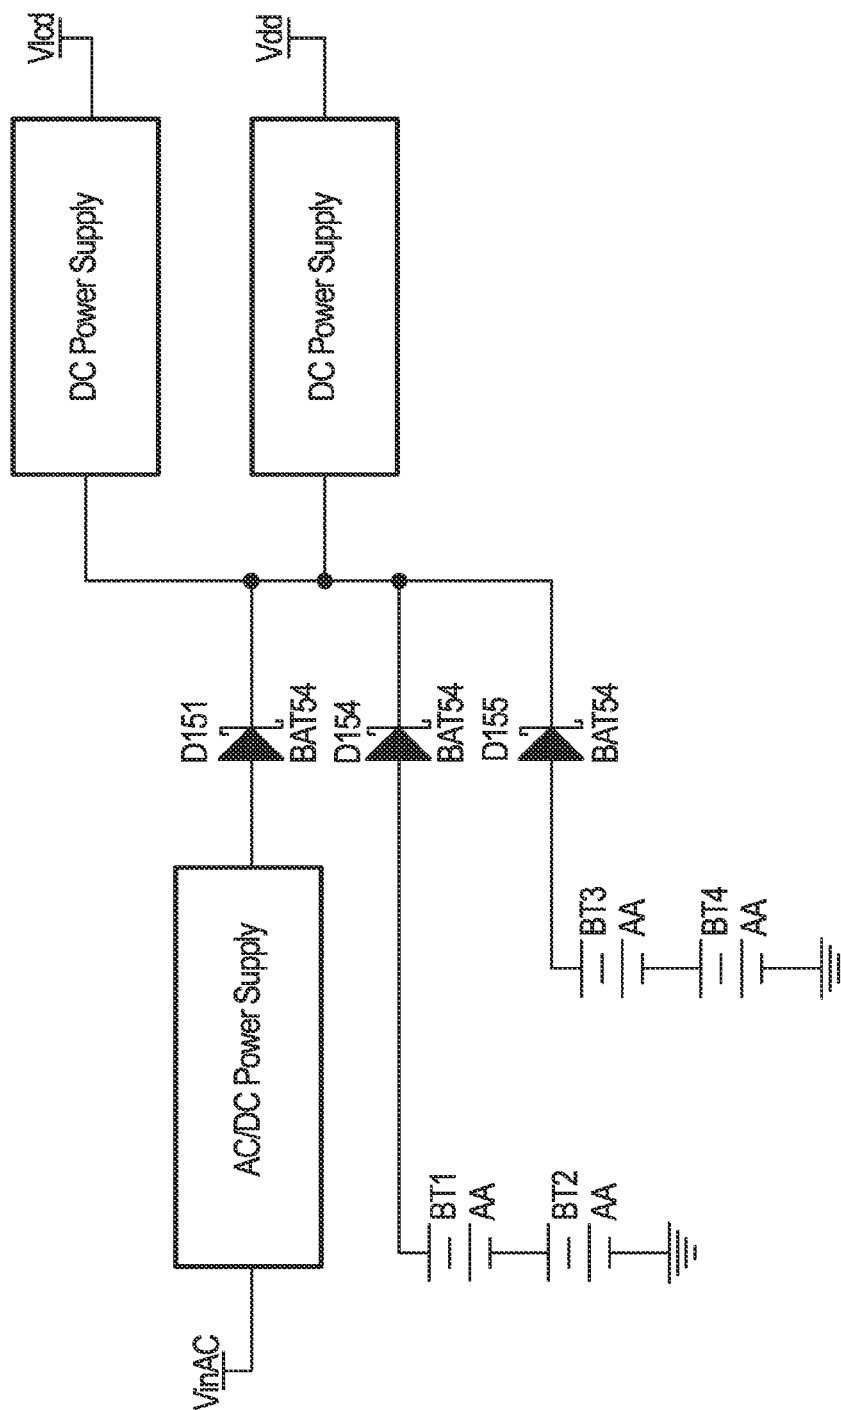 Vlcd
Vdd
DC Power Supply
DC Power Supply
D151
BAT54
D154
BAT54
D155
BAT54
AC/DC Power Supply
BT3
AA
BT4
AA
BT1
AA
BT2
AA
VinAC